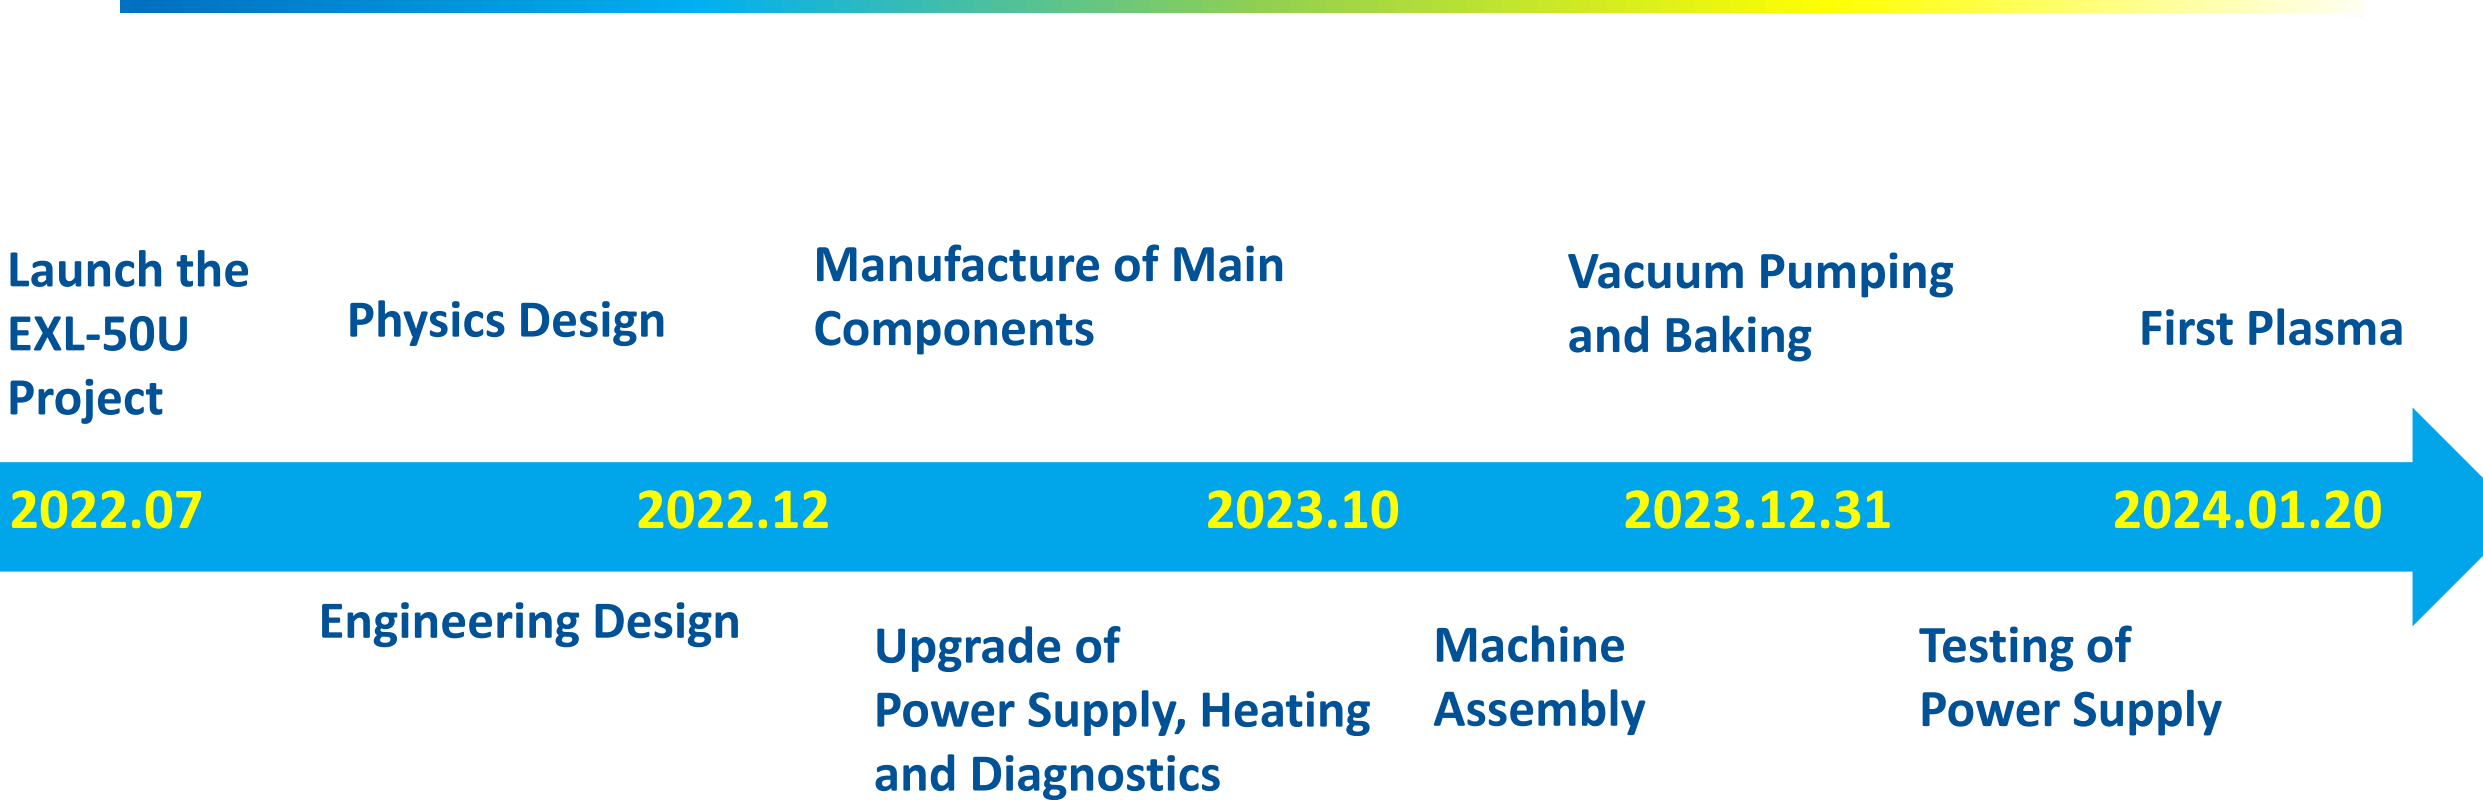 Launch the
EXL-50U
Project
Physics Design
Manufacture of Main
Components
Vacuum Pumping
and Baking
First Plasma
2022.07
2022.12
2023.10
2023.12.31
2024.01.20
Engineering Design
Upgrade of
Power Supply, Heating
and Diagnostics
Machine
Assembly
Testing of
Power Supply